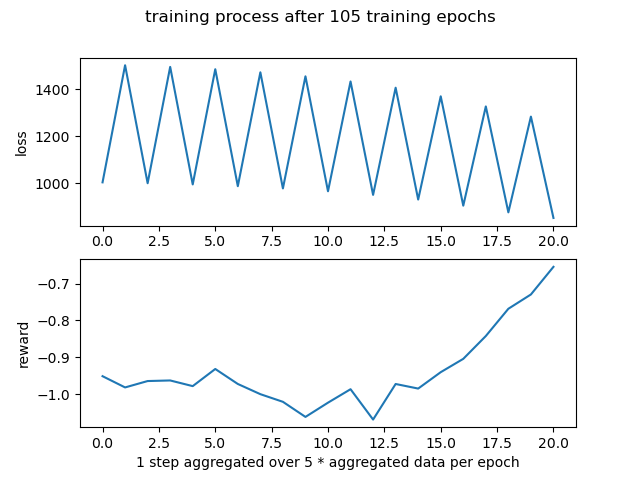 training process after 105 training epochs
1400
1200
1000
loss
0.0 2.5 5.0 7.5 10.0 12.5 15.0 17.5 20.0
−0.7
−0.8
−0.9
−1.0
reward
0.0 2.5 5.0 7.5 10.0 12.5 15.0 17.5 20.0
1 step aggregated over 5 * aggregated data per epoch